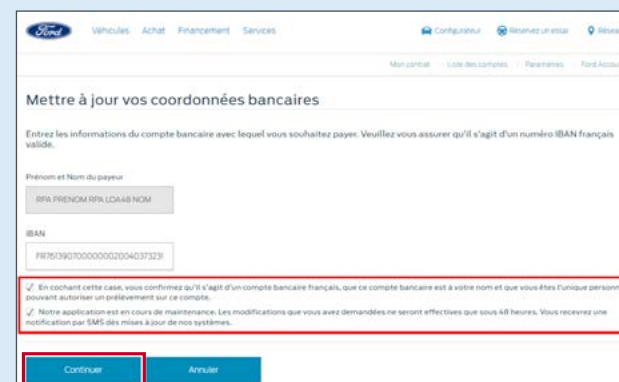 Ford
Véhicules Achat Financement Services Configurateur Réservez un essai Résea
Mon contrat Liste des comptes Paramètres Ford Accou
Mettre à jour vos coordonnées bancaires
Entrez les informations du compte bancaire avec lequel vous souhaitez payer. Veuillez vous assurer qu'il s'agit d'un numéro IBAN français
valide.
Prénom et Nom du payeur
RPA PRENOM RPA LOA48 NOM
IBAN
En cochant cette case, vous confirmez qu'il s'agit d'un compte bancaire français, que ce compte bancaire est à votre nom et que vous êtes l'unique personn
pouvant autoriser un prélèvement sur ce compte.
Notre application est en cours de maintenance. Les modifications que vous avez demandées ne seront effectives que sous 48 heures. Vous recevrez une
notification par SMS dès mises à jour de nos systèmes.
Continuer Annuler